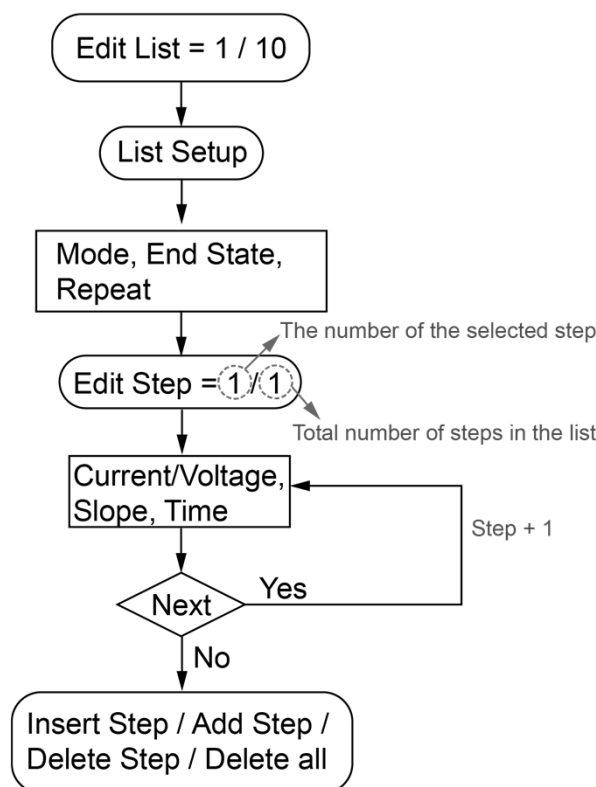 Edit List = 1 / 10
List Setup
Mode, End State,
Repeat
The number of the selected step
Edit Step = 1 / 1
Total number of steps in the list
Current/Voltage,
Slope, Time
Step + 1
Next
Yes
No
Insert Step / Add Step /
Delete Step / Delete all